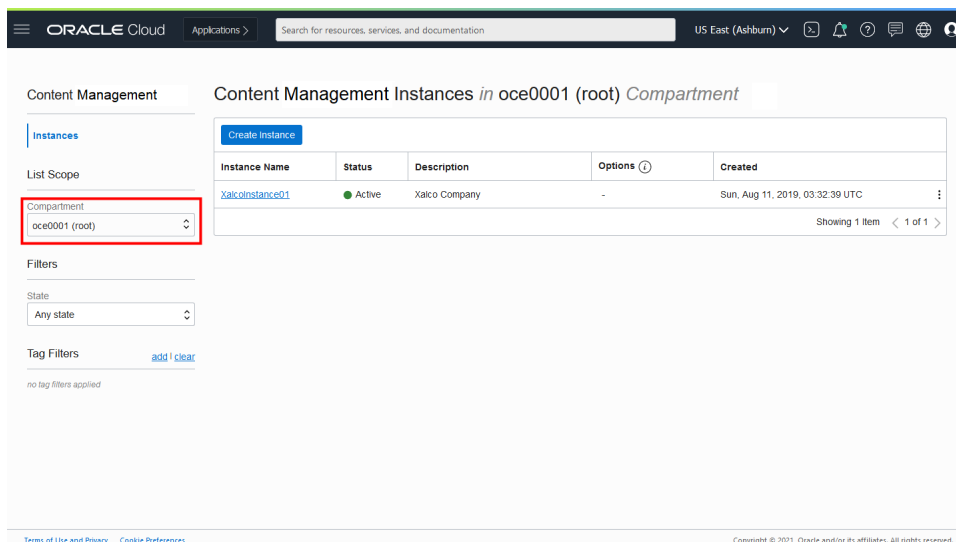 ORACLE Cloud
Applications >
Search for resources, services, and documentation
US East (Ashburn)
Content Management
Instances
List Scope
Compartment
oce0001 (root)
Filters
State
Any state
Tag Filters
add | clear
no tag filters applied
Content Management Instances in oce0001 (root) Compartment
Create Instance
Instance Name Status Description Options i Created
XalcoInstance01 Active Xalco Company - Sun, Aug 11, 2019, 03:32:39 UTC
Showing 1 Item < 1 of 1 >
Terms of Use and Privacy Cookie Preferences
Copyright © 2021, Oracle and/or its affiliates. All rights reserved.